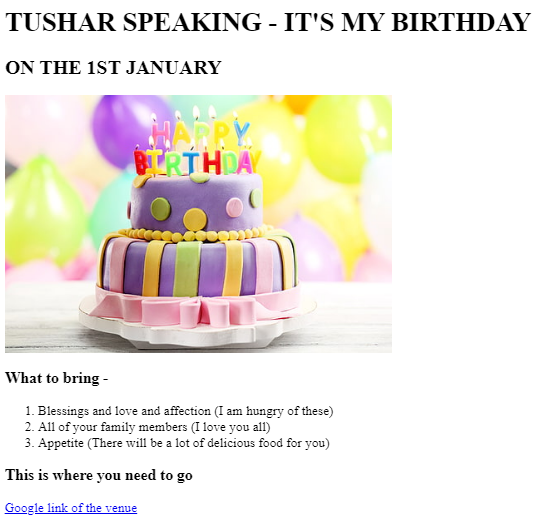 TUSHAR SPEAKING - IT'S MY BIRTHDAY
ON THE 1ST JANUARY
HAPPY
BIRTHDAY
What to bring -
1. Blessings and love and affection (I am hungry of these)
2. All of your family members (I love you all)
3. Appetite (There will be a lot of delicious food for you)
This is where you need to go
Google link of the venue